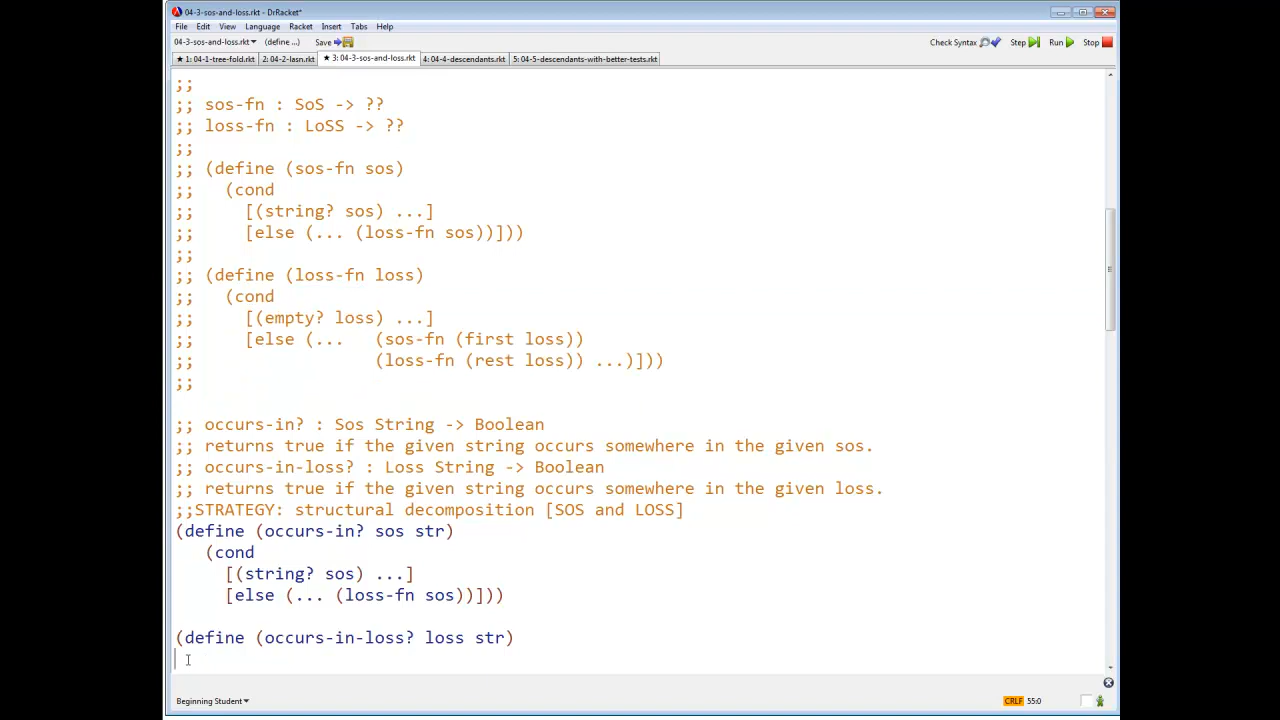 04-3-sos-and-loss.rkt - DrRacket*
File Edit View Language Racket Insert Tabs Help
04-3-sos-and-loss.rkt (define ...) Save Check Syntax Step Run Stop
★ 1: 04-1-tree-fold.rkt 2: 04-2-lasn.rkt ★ 3: 04-3-sos-and-loss.rkt 4: 04-4-descendants.rkt 5: 04-5-descendants-with-better-tests.rkt
;;
;; sos-fn : SoS -> ??
;; loss-fn : LoSS -> ??
;;
;; (define (sos-fn sos)
;; (cond
;; [(string? sos) ...]
;; [else (... (loss-fn sos))]))
;;
;; (define (loss-fn loss)
;; (cond
;; [(empty? loss) ...]
;; [else (... (sos-fn (first loss))
;; (loss-fn (rest loss)) ...)]))
;;
;; occurs-in? : Sos String -> Boolean
;; returns true if the given string occurs somewhere in the given sos.
;; occurs-in-loss? : Loss String -> Boolean
;; returns true if the given string occurs somewhere in the given loss.
;;STRATEGY: structural decomposition [SOS and LOSS]
(define (occurs-in? sos str)
(cond
[(string? sos) ...]
[else (... (loss-fn sos))]))
(define (occurs-in-loss? loss str)
Beginning Student CRLF 55:0